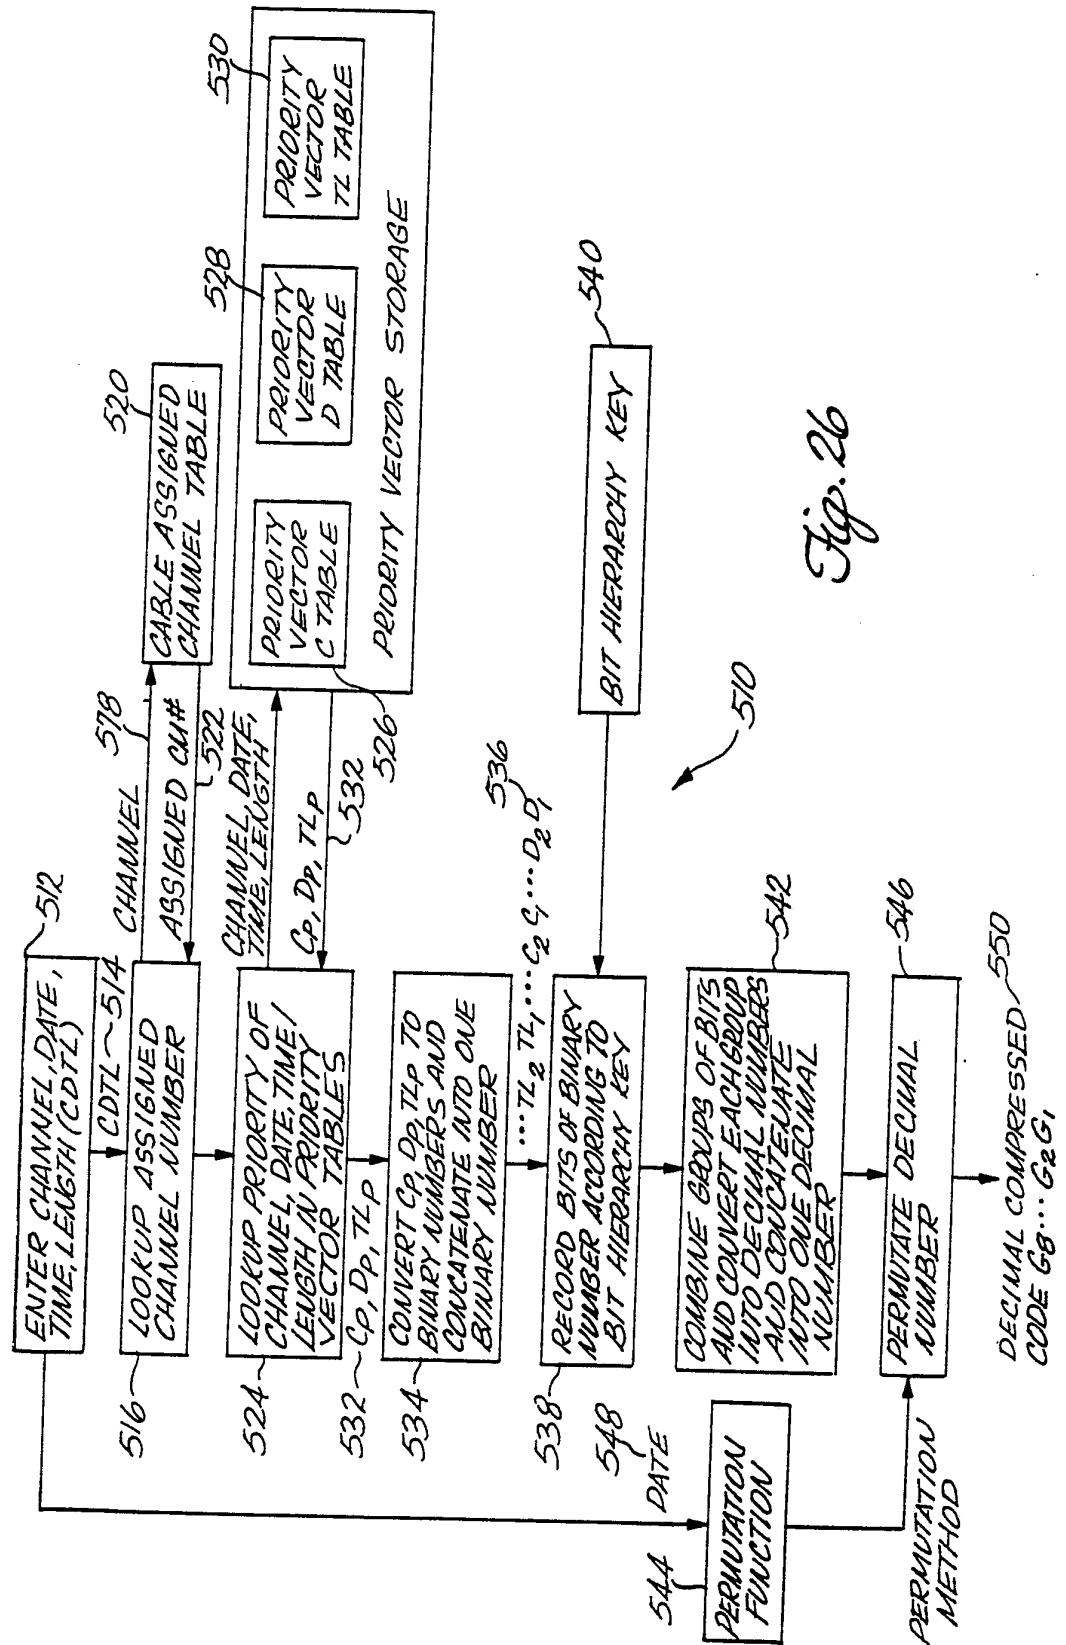 512
ENTER CHANNEL, DATE,
TIME, LENGTH (CDTL)
CDTL~514
516
LOOKUP ASSIGNED
CHANNEL NUMBER
CHANNEL
578
ASSIGNED CH#
522
520
CABLE ASSIGNED
CHANNEL TABLE
524
LOOKUP PRIORITY OF
CHANNEL, DATE, TIME/
LENGTH IN PRIORITY
VECTOR TABLES
CHANNEL, DATE,
TIME, LENGTH
CP, DP, TLP
532
526
PRIORITY
VECTOR
C TABLE
528
PRIORITY
VECTOR
D TABLE
530
PRIORITY
VECTOR
TL TABLE
PRIORITY VECTOR STORAGE
532~CP, DP, TLP
534
CONVERT CP, DP, TLP TO
BINARY NUMBERS AND
CONCATENATE INTO ONE
BINARY NUMBER
...TL2 TL1...C2 C1...D2 D1
536
538
RECORD BITS OF BINARY
NUMBER ACCORDING TO
BIT HIERARCHY KEY
540
BIT HIERARCHY KEY
542
COMBINE GROUPS OF BITS
AND CONVERT EACH GROUP
INTO DECIMAL NUMBERS
AND CONCATENATE
INTO ONE DECIMAL
NUMBER
548
DATE
544
PERMUTATION
FUNCTION
PERMUTATION
METHOD
546
PERMUTATE DECIMAL
NUMBER
DECIMAL COMPRESSED
CODE G8...G2G1
550
510
Fig. 26